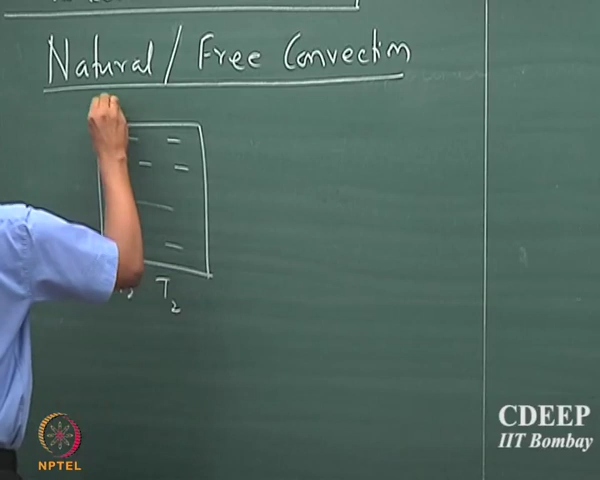 Natural / Free Convection
T2
CDEEP
IIT Bombay
NPTEL